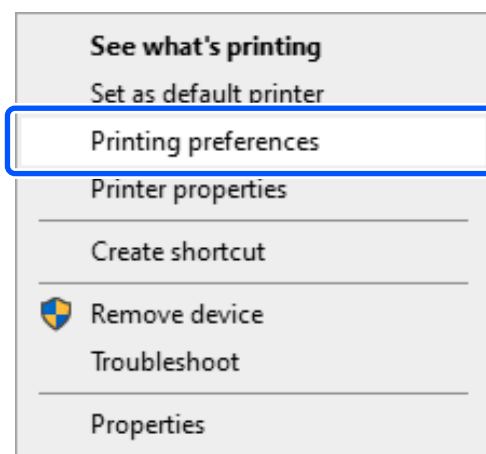 See what's printing
Set as default printer
Printing preferences
Printer properties
Create shortcut
Remove device
Troubleshoot
Properties